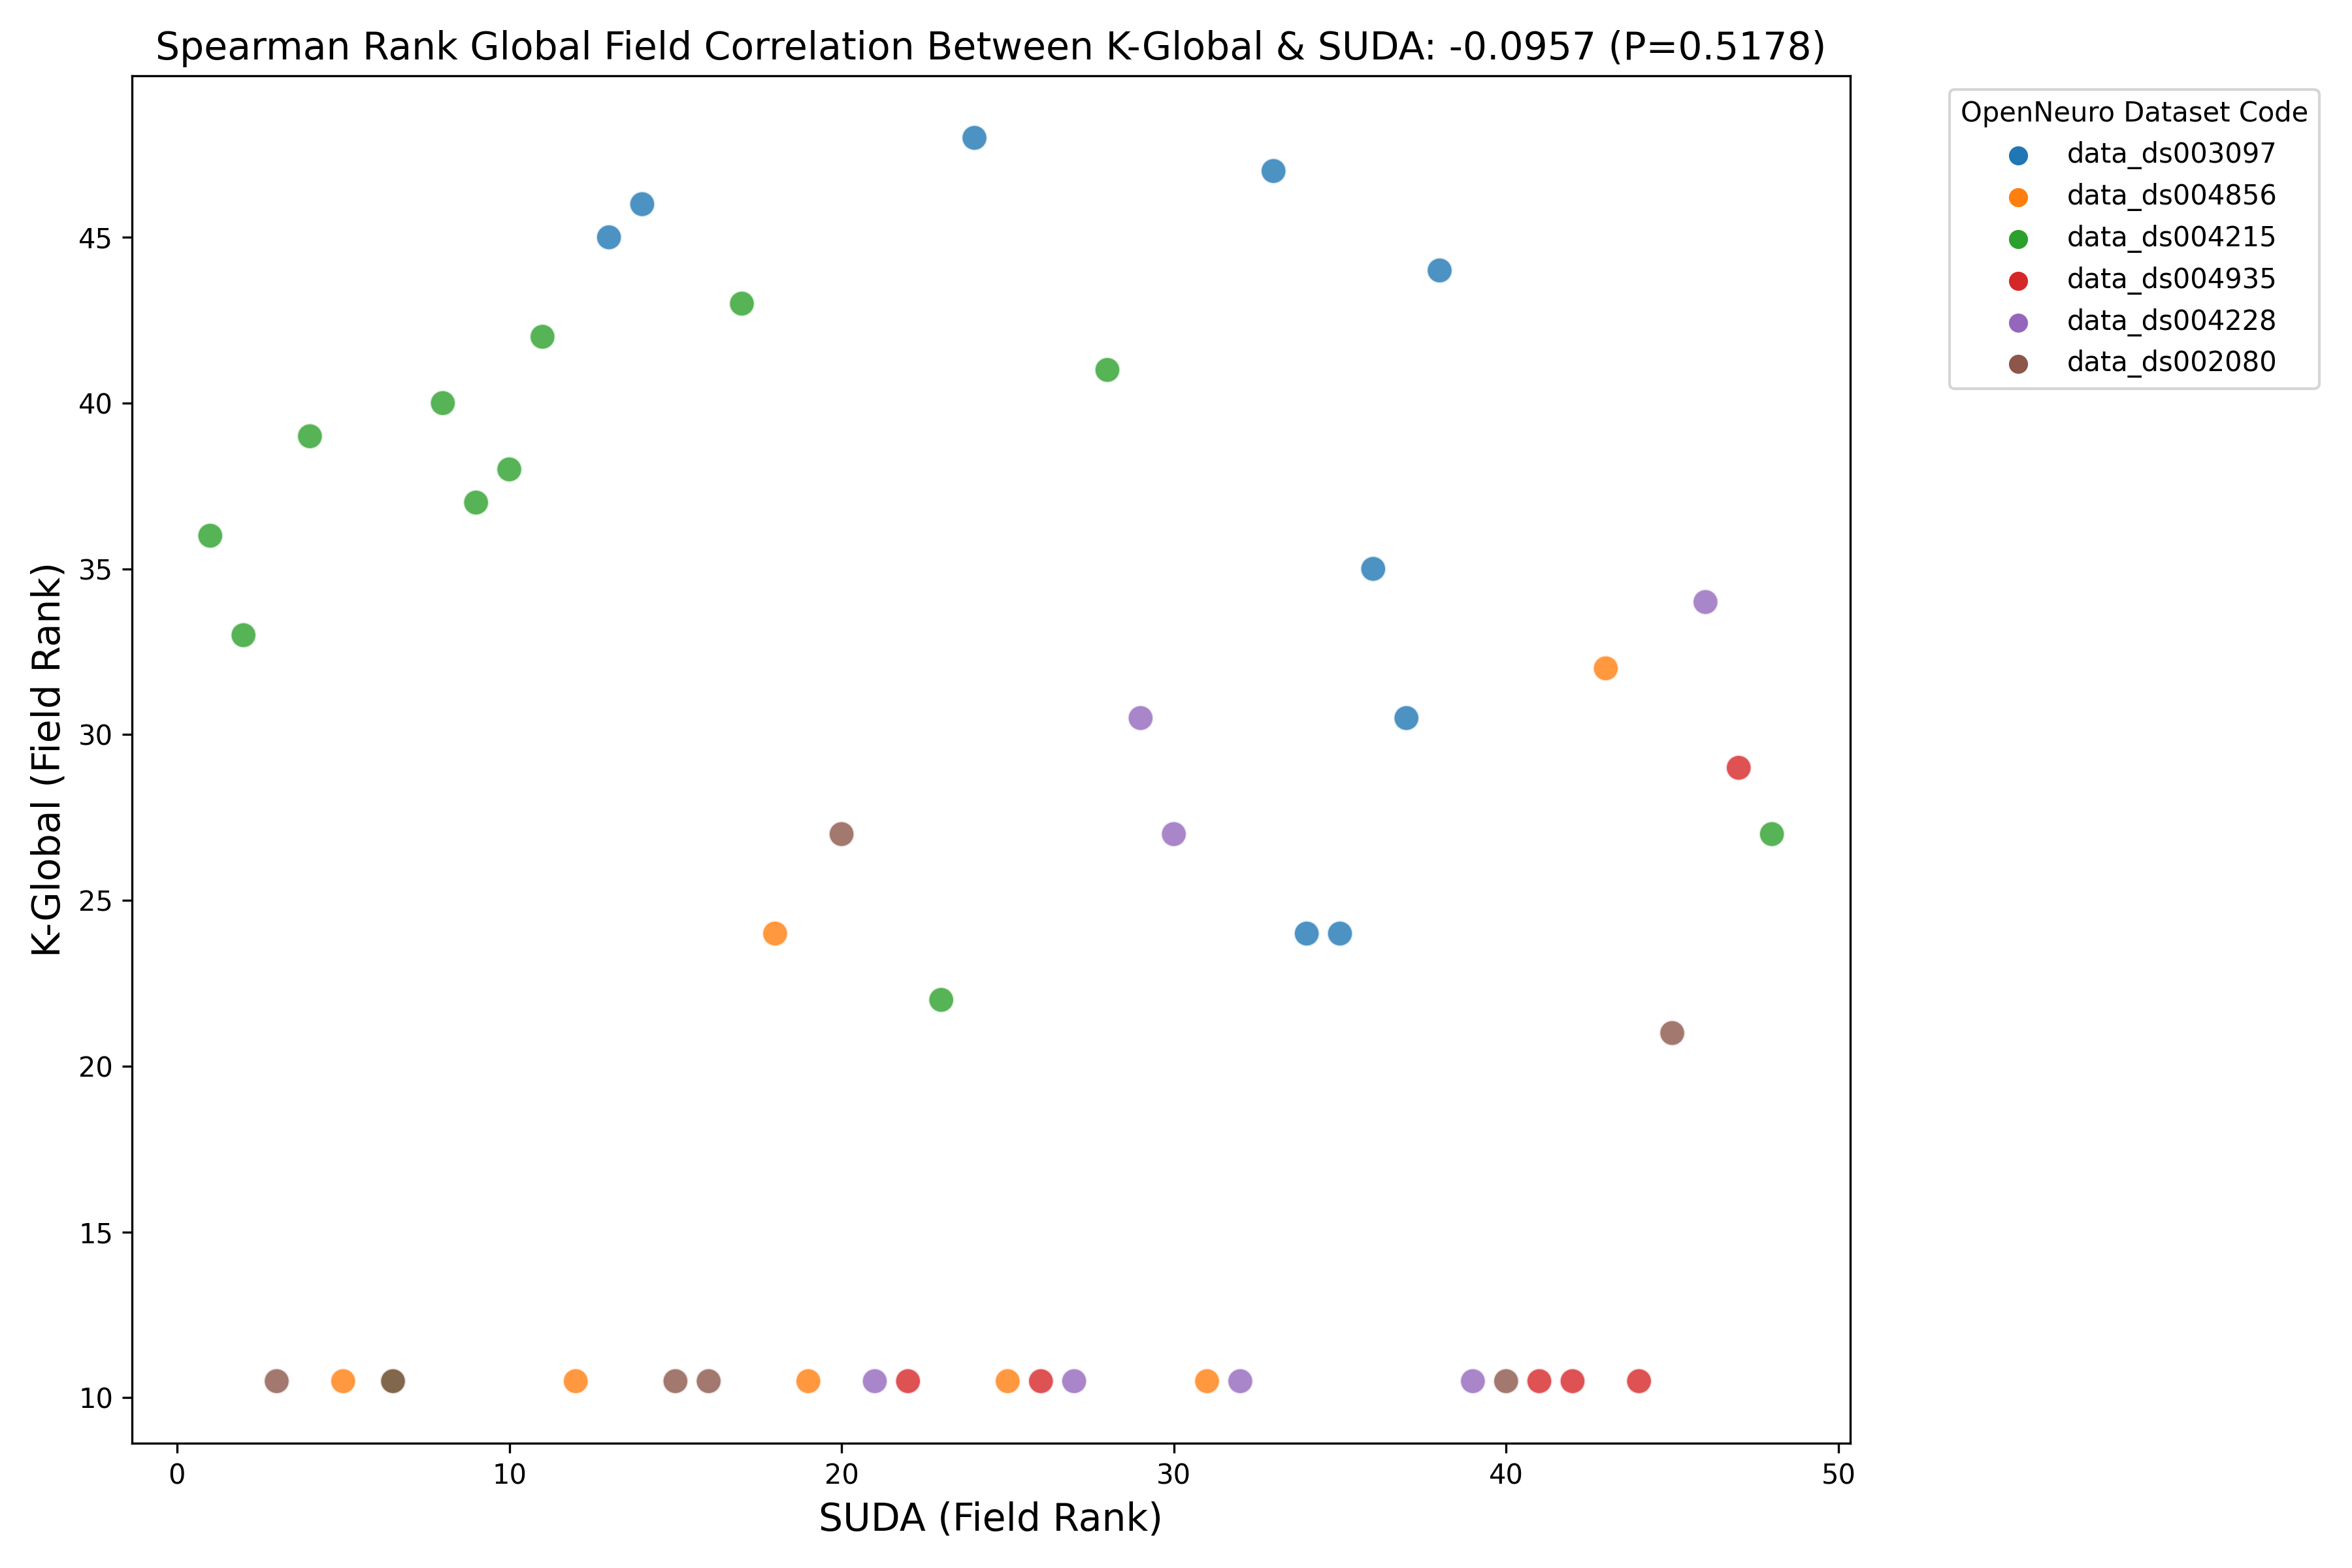 Spearman Rank Global Field Correlation Between K-Global & SUDA: -0.0957 (P=0.5178)
OpenNeuro Dataset Code
data_ds003097
data_ds004856
data_ds004215
data_ds004935
data_ds004228
data_ds002080
K-Global (Field Rank)
45
40
35
30
25
20
15
10
0 10 20 30 40 50
SUDA (Field Rank)